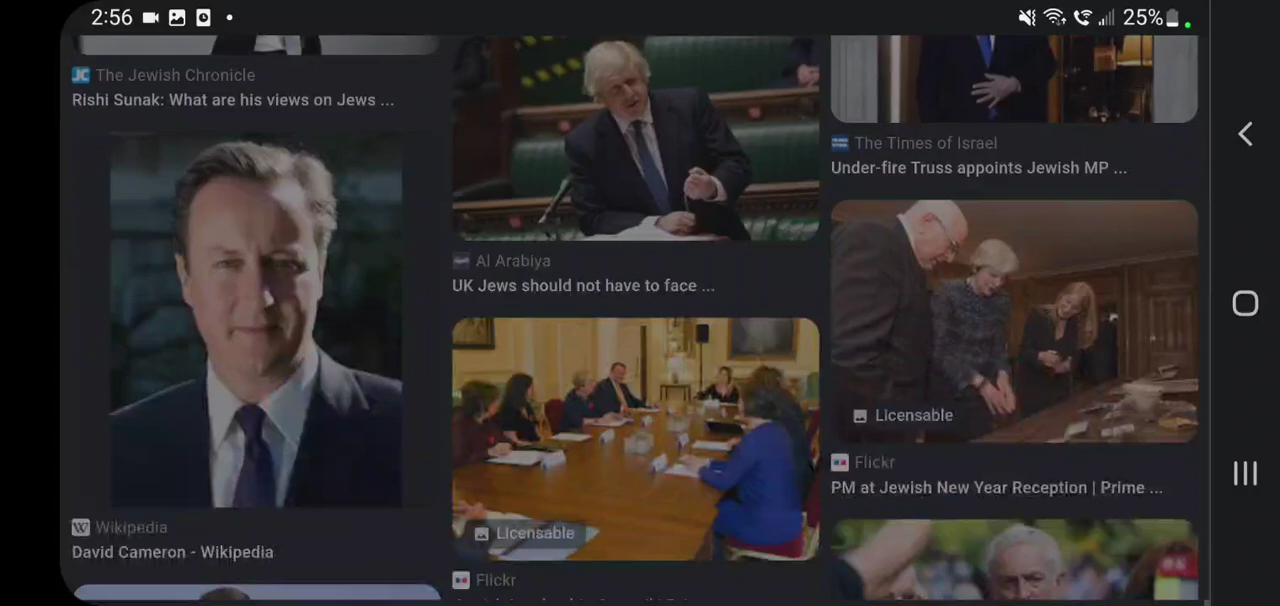 2:56
25%
The Jewish Chronicle
Rishi Sunak: What are his views on Jews ...
Wikipedia
David Cameron - Wikipedia
Al Arabiya
UK Jews should not have to face ...
Licensable
Flickr
The Times of Israel
Under-fire Truss appoints Jewish MP ...
Licensable
Flickr
PM at Jewish New Year Reception | Prime ...